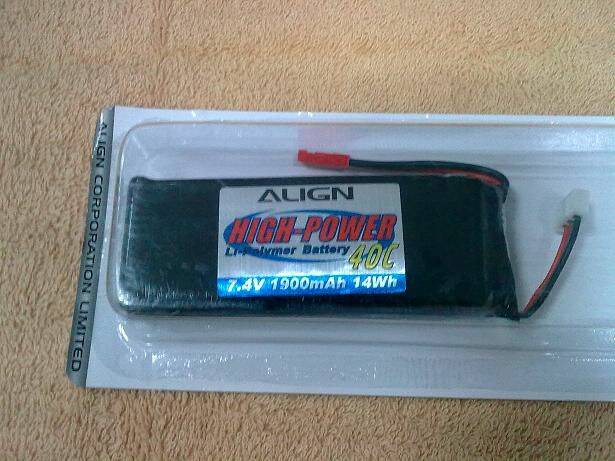 ALIGN CORPORATION LIMITED
ALIGN
HIGH-POWER
Li-Polymer Battery
40C
7.4V 1900mAh 14Wh